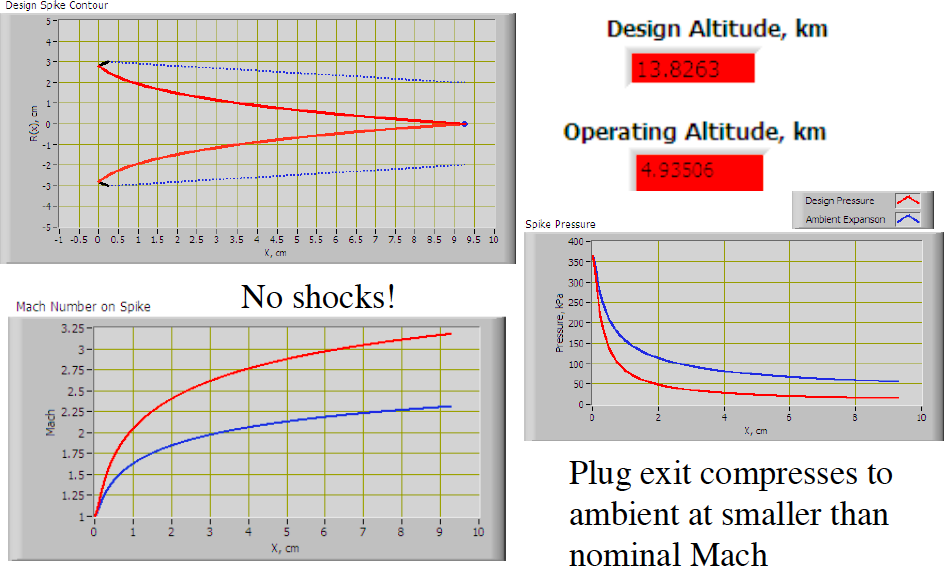 Design Spike Contour
5
4
3
2
1
0
-1
-2
-3
-4
-5
R(x), cm
-1 -0.5 0 0.5 1 1.5 2 2.5 3 3.5 4 4.5 5 5.5 6 6.5 7 7.5 8 8.5 9 9.5 10
X, cm
Design Altitude, km
13.8263
Operating Altitude, km
4.93506
Design Pressure
Ambient Expanson
Spike Pressure
400
350
300
250
200
150
100
50
0
Pressure, kPa
0 2 4 6 8 10
X, cm
No shocks!
Mach Number on Spike
3.25
3
2.75
2.5
2.25
2
1.75
1.5
1.25
1
Mach
0 1 2 3 4 5 6 7 8 9 10
X, cm
Plug exit compresses to
ambient at smaller than
nominal Mach